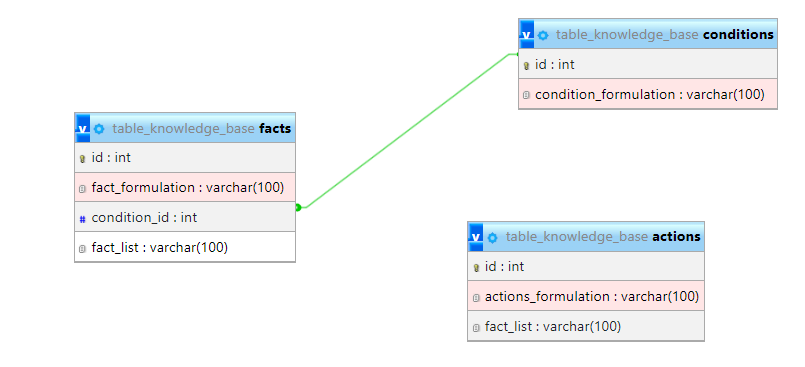 v table_knowledge_base conditions
id : int
condition_formulation : varchar(100)
v table_knowledge_base facts
id : int
fact_formulation : varchar(100)
# condition_id : int
fact_list : varchar(100)
v table_knowledge_base actions
id : int
actions_formulation : varchar(100)
fact_list : varchar(100)